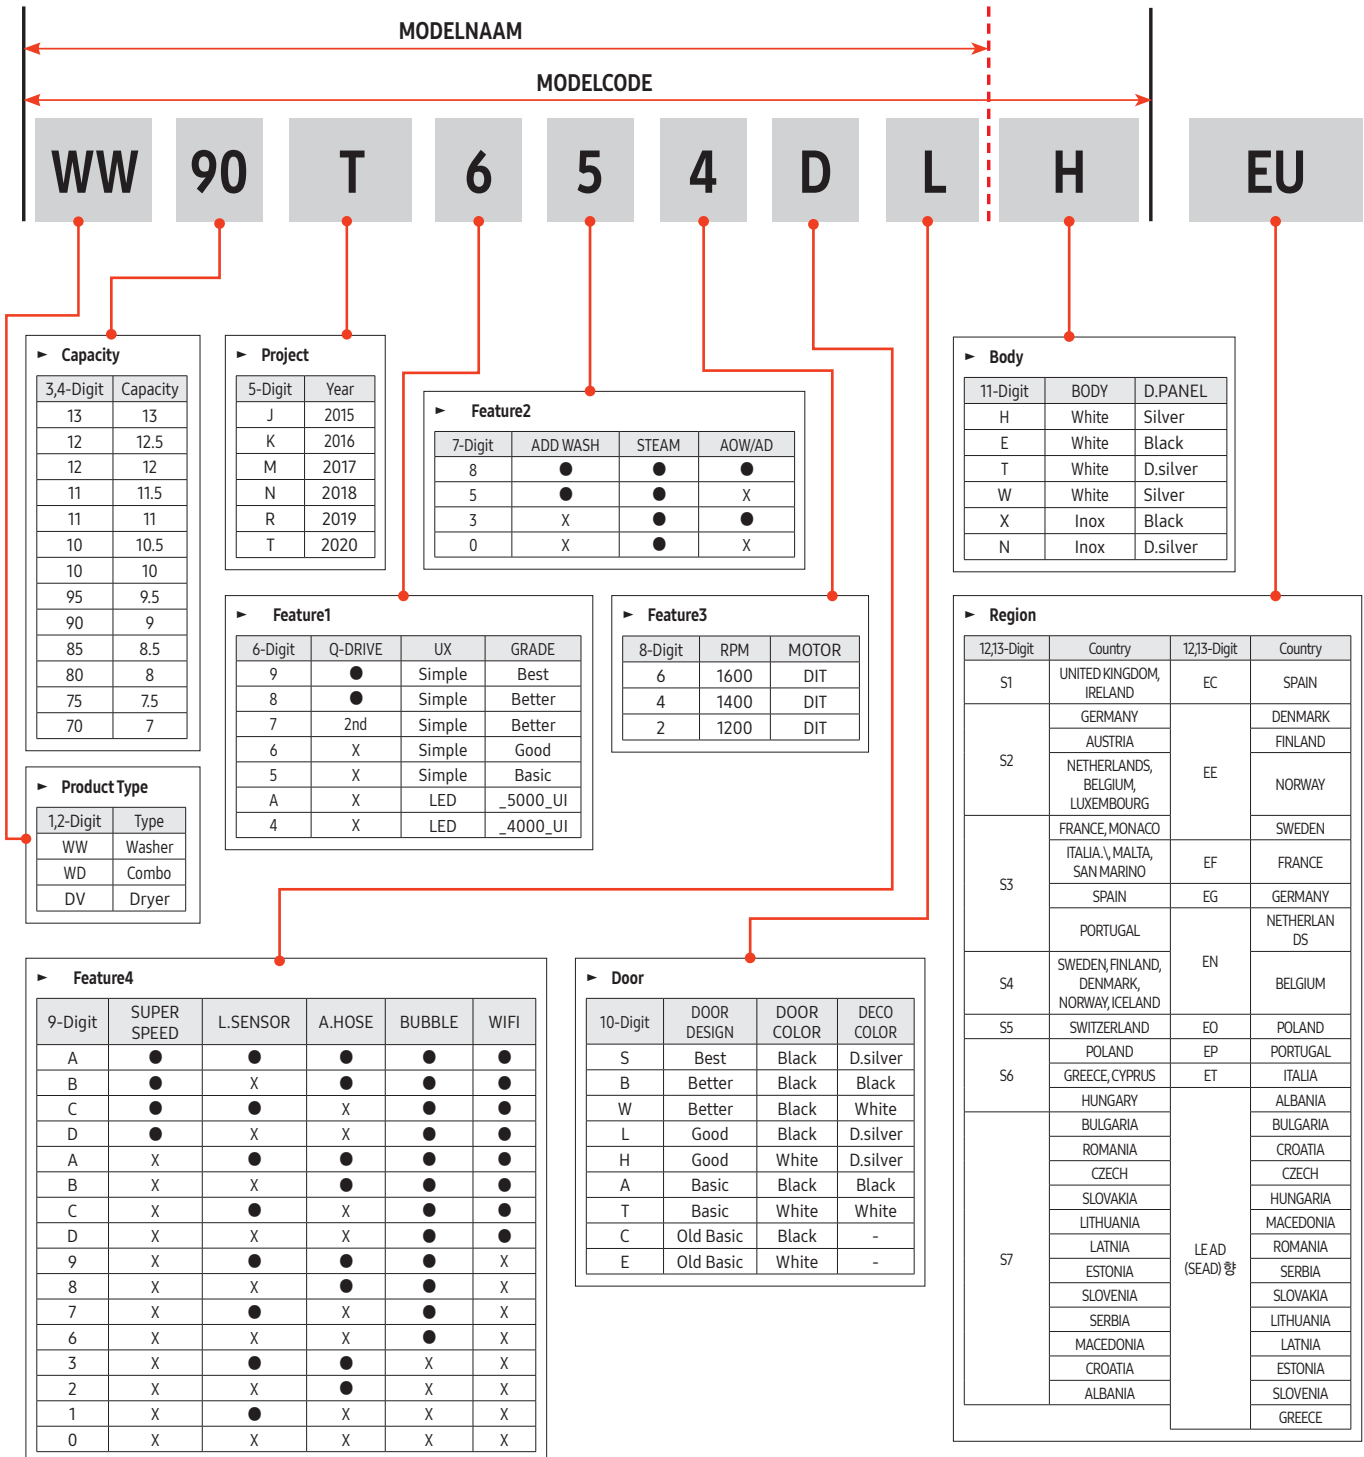 MODELNAAM
MODELCODE
WW 90 T 6 5 4 D L H EU
► Capacity
3,4-Digit Capacity
13 13
12 12.5
12 12
11 11.5
11 11
10 10.5
10 10
95 9.5
90 9
85 8.5
80 8
75 7.5
70 7
► Product Type
1,2-Digit Type
WW Washer
WD Combo
DV Dryer
► Project
5-Digit Year
J 2015
K 2016
M 2017
N 2018
R 2019
T 2020
► Feature1
6-Digit Q-DRIVE UX GRADE
9 ● Simple Best
8 ● Simple Better
7 2nd Simple Better
6 X Simple Good
5 X Simple Basic
A X LED _5000_UI
4 X LED _4000_UI
► Feature2
7-Digit ADD WASH STEAM AOW/AD
8 ● ● ●
5 ● ● X
3 X ● ●
0 X ● X
► Feature3
8-Digit RPM MOTOR
6 1600 DIT
4 1400 DIT
2 1200 DIT
► Body
11-Digit BODY D.PANEL
H White Silver
E White Black
T White D.silver
W White Silver
X Inox Black
N Inox D.silver
► Feature4
9-Digit SUPER SPEED L.SENSOR A.HOSE BUBBLE WIFI
A ● ● ● ● ●
B ● X ● ● ●
C ● ● X ● ●
D ● X X ● ●
A X ● ● ● ●
B X X ● ● ●
C X ● X ● ●
D X X X ● ●
9 X ● ● ● X
8 X X ● ● X
7 X ● X ● X
6 X X X ● X
3 X ● ● X X
2 X X ● X X
1 X ● X X X
0 X X X X X
► Door
10-Digit DOOR DESIGN DOOR COLOR DECO COLOR
S Best Black D.silver
B Better Black Black
W Better Black White
L Good Black D.silver
H Good White D.silver
A Basic Black Black
T Basic White White
C Old Basic Black -
E Old Basic White -
► Region
12,13-Digit Country
S1
UNITED KINGDOM,
IRELAND
S2
GERMANY
AUSTRIA
NETHERLANDS,
BELGIUM,
LUXEMBOURG
S3
FRANCE, MONACO
ITALIA.\, MALTA,
SAN MARINO
SPAIN
PORTUGAL
S4
SWEDEN, FINLAND,
DENMARK,
NORWAY, ICELAND
S5 SWITZERLAND
S6
POLAND
GREECE, CYPRUS
HUNGARY
S7
BULGARIA
ROMANIA
CZECH
SLOVAKIA
LITHUANIA
LATNIA
ESTONIA
SLOVENIA
SERBIA
MACEDONIA
CROATIA
ALBANIA
12,13-Digit Country
EC SPAIN
EE
DENMARK
FINLAND
NORWAY
SWEDEN
EF FRANCE
EG GERMANY
EN
NETHERLAN
DS
BELGIUM
EO POLAND
EP PORTUGAL
ET ITALIA
LEAD
(SEAD)향
ALBANIA
BULGARIA
CROATIA
CZECH
HUNGARIA
MACEDONIA
ROMANIA
SERBIA
SLOVAKIA
LITHUANIA
LATNIA
ESTONIA
SLOVENIA
GREECE